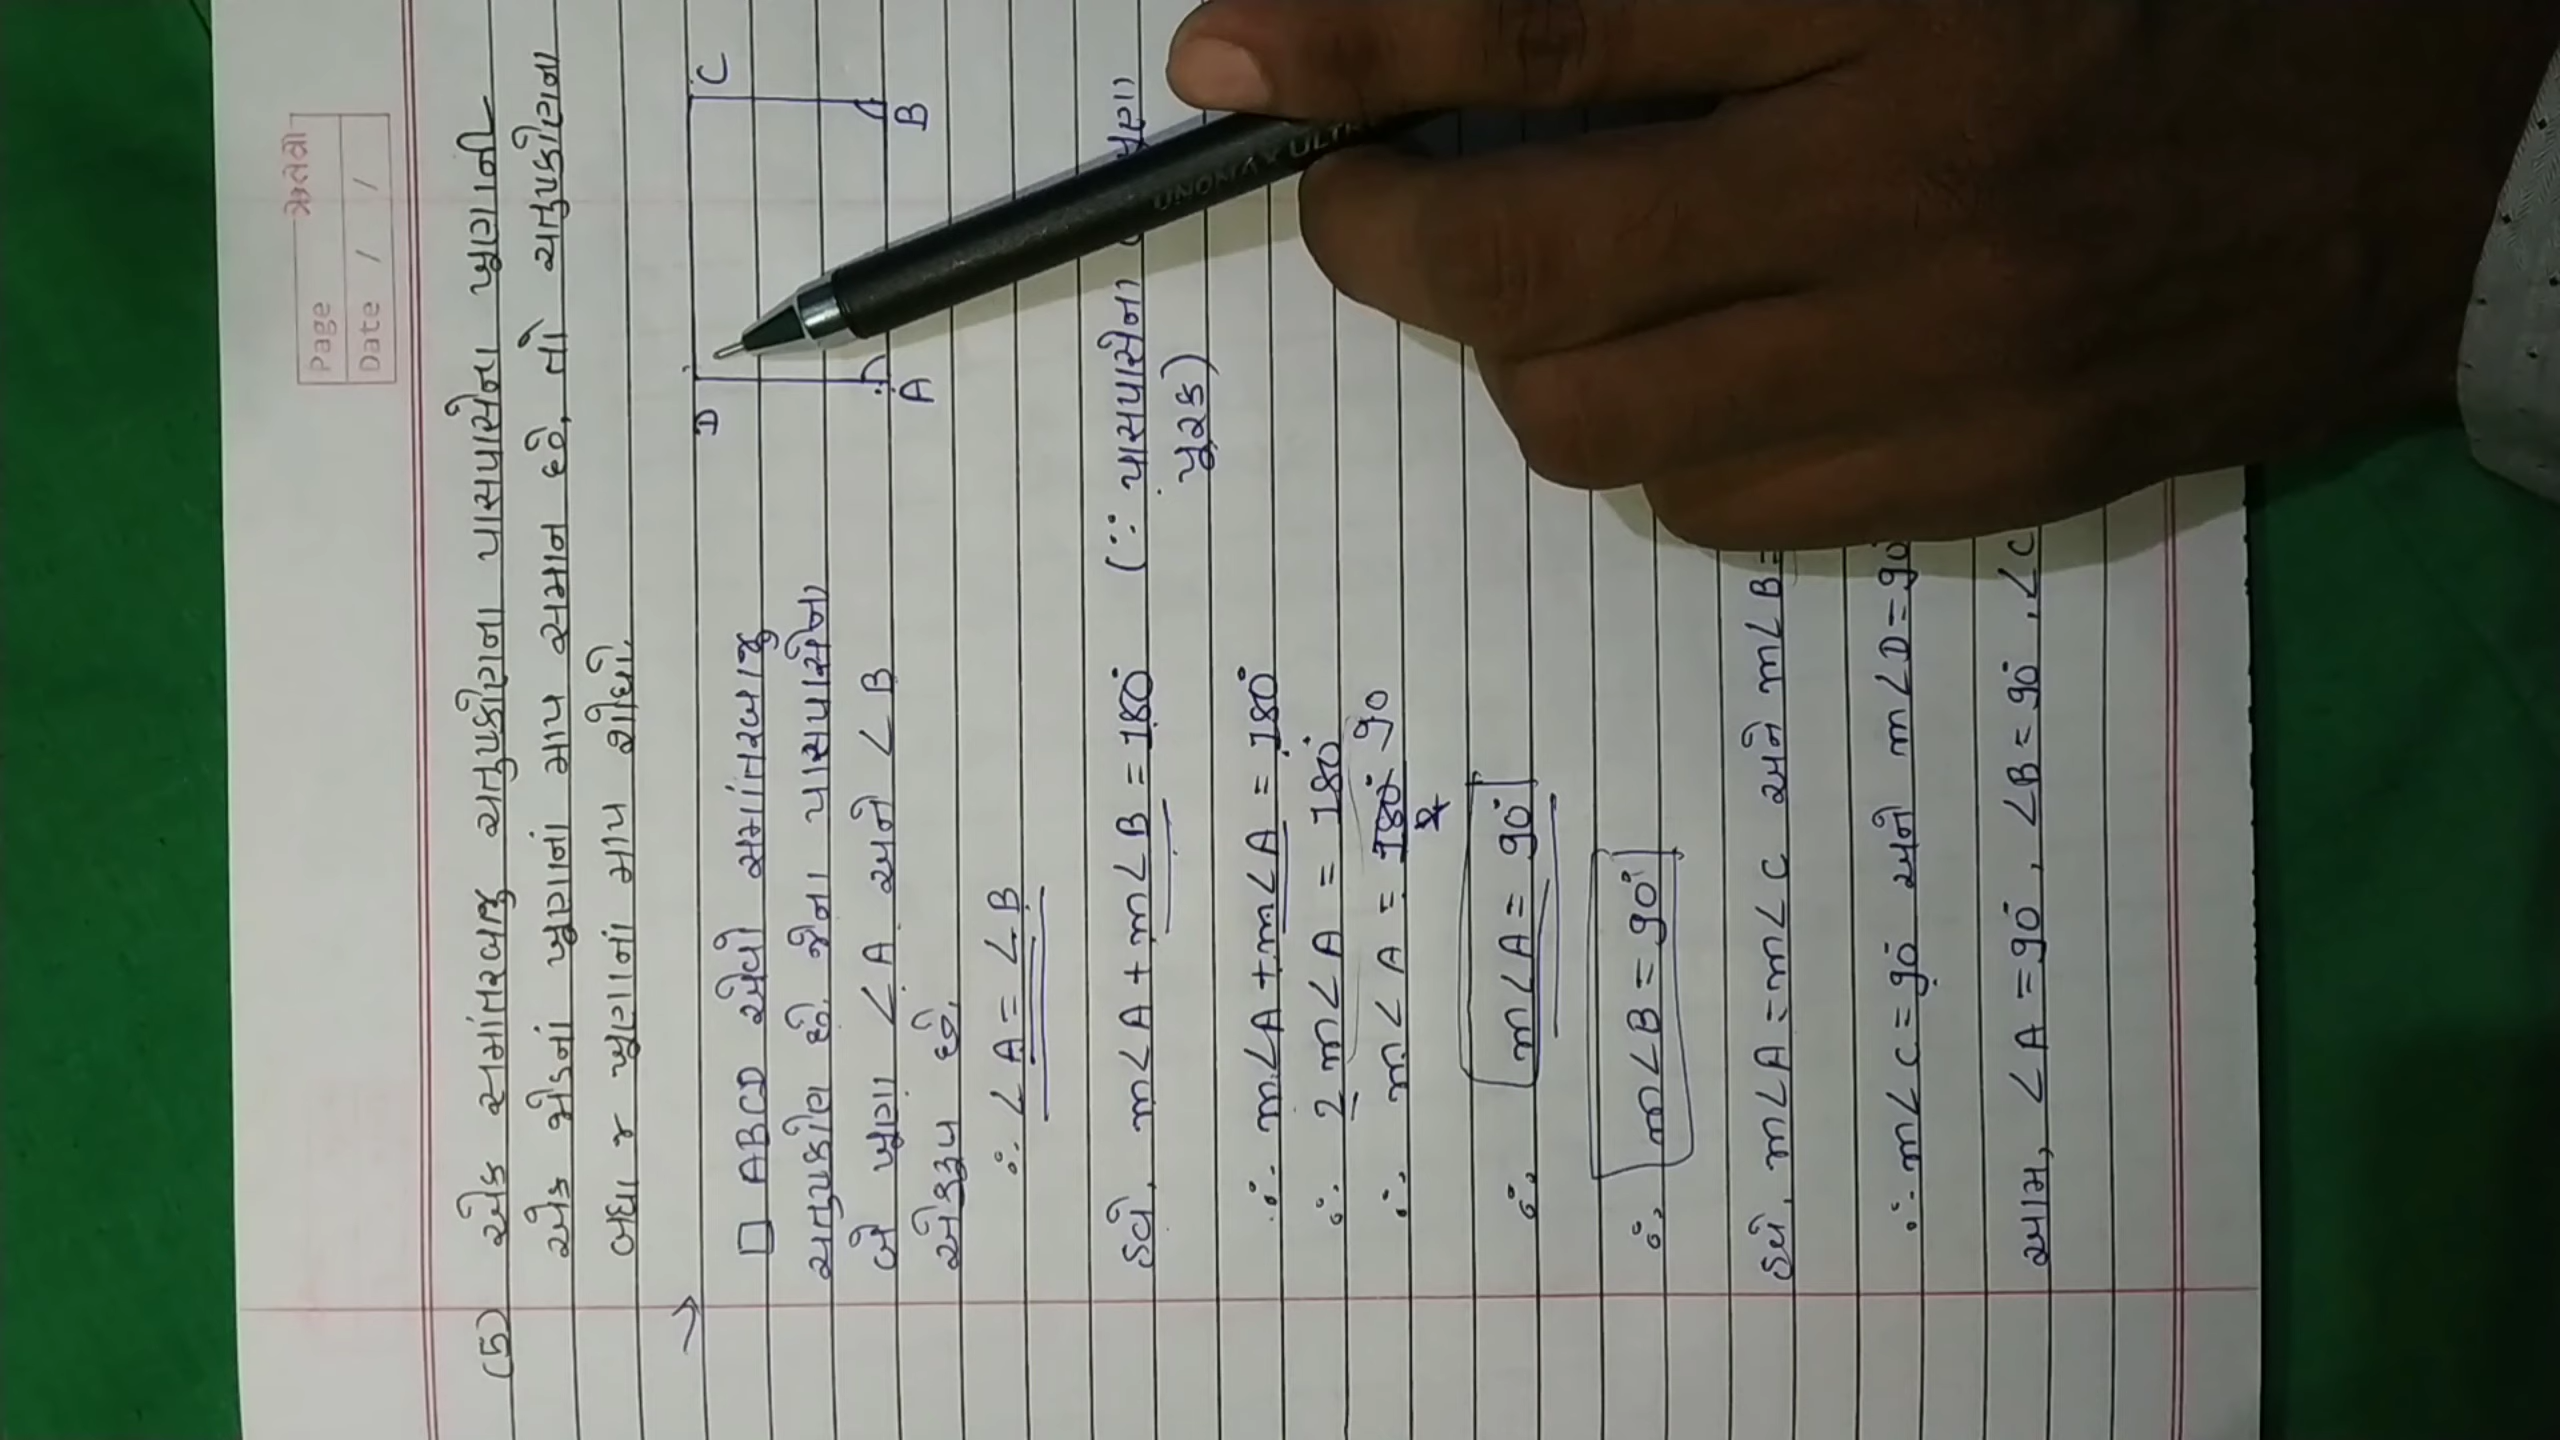 Page
Date / /
(5) એક સમાંતરબાજુ ચતુષ્કોણના પાસપાસેના ખૂણાની
એક જોડનાં ખૂણાનાં માપ સમાન છે, તો ચતુષ્કોણના
બધા જ ખૂણાનાં માપ શોધો.
→
D C
A B
□ ABCD એવો સમાંતરબાજુ
ચતુષ્કોણ છે. જેના પાસપાસેના
બે ખૂણા ∠A અને ∠B
એકરૂપ છે.
∴ ∠A = ∠B
હવે, m∠A + m∠B = 180° (∵ પાસપાસેના
પૂરક)
∴ m∠A + m∠A = 180°
∴ 2 m∠A = 180°
∴ m∠A = 180° 90
2
∴ m∠A = 90°
∴ m∠B = 90°
હવે, m∠A = m∠C અને m∠B =
∴ m∠C = 90° અને m∠D = 90°
આમ, ∠A = 90°, ∠B = 90°, ∠C
UNOMAX ULTR